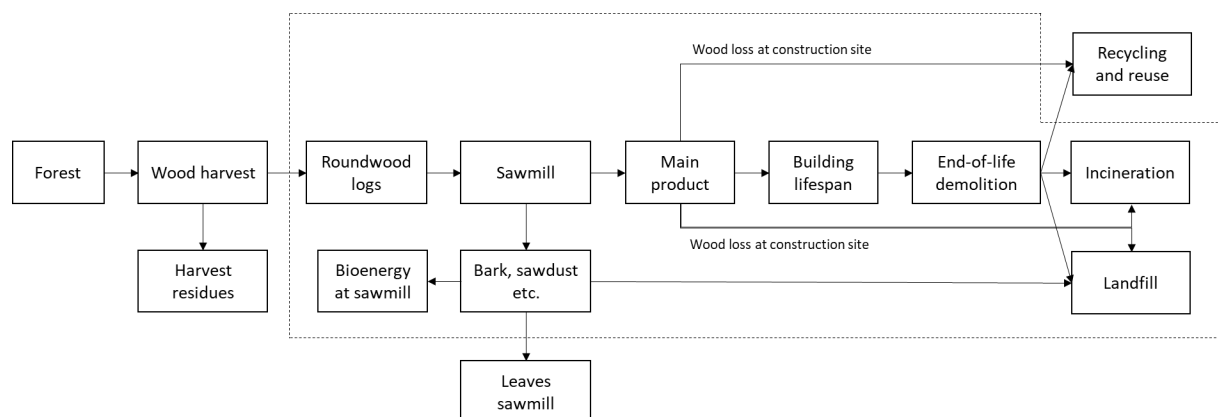 Wood loss at construction site
Recycling
and reuse
Forest
Wood harvest
Roundwood
logs
Sawmill
Main
product
Building
lifespan
End-of-life
demolition
Incineration
Wood loss at construction site
Harvest
residues
Bioenergy
at sawmill
Bark, sawdust
etc.
Landfill
Leaves
sawmill